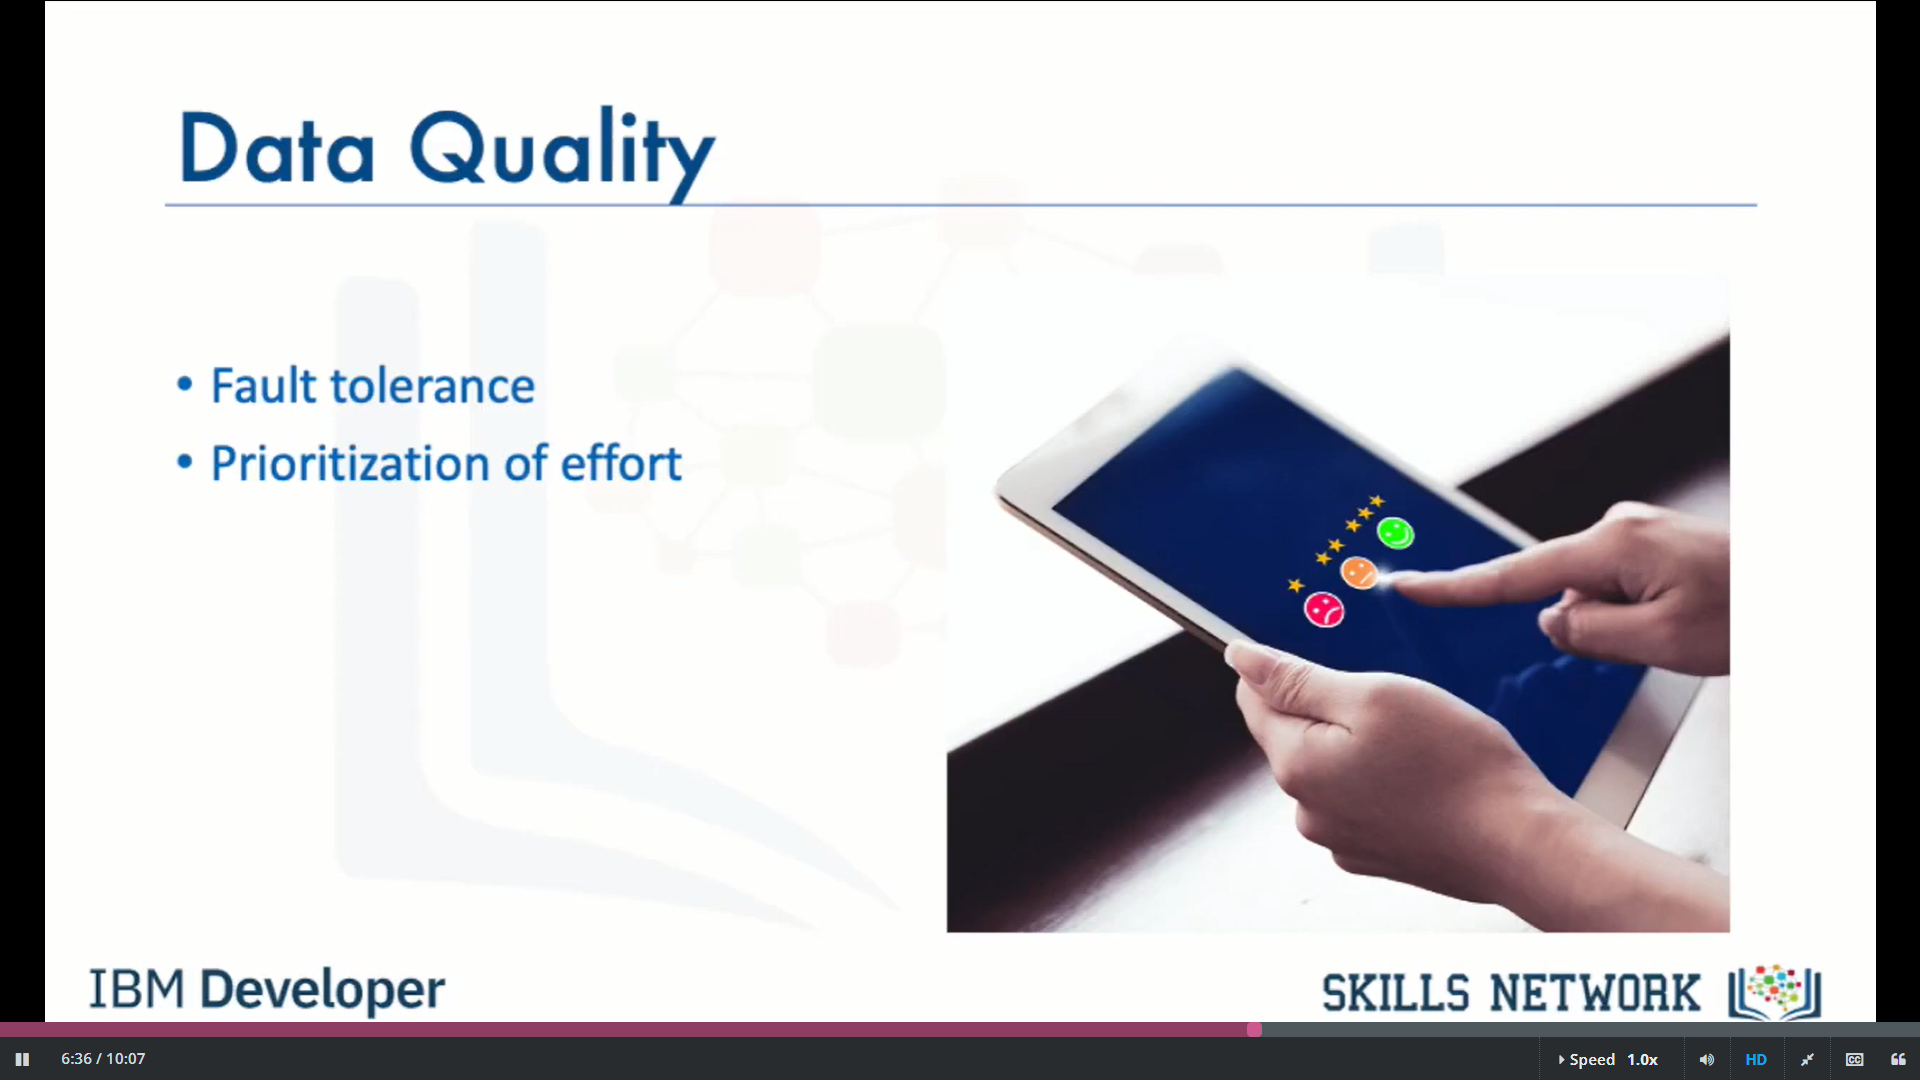 Data Quality
• Fault tolerance
• Prioritization of effort
IBM Developer
SKILLS NETWORK
6:36 / 10:07
Speed 1.0x
HD
CC